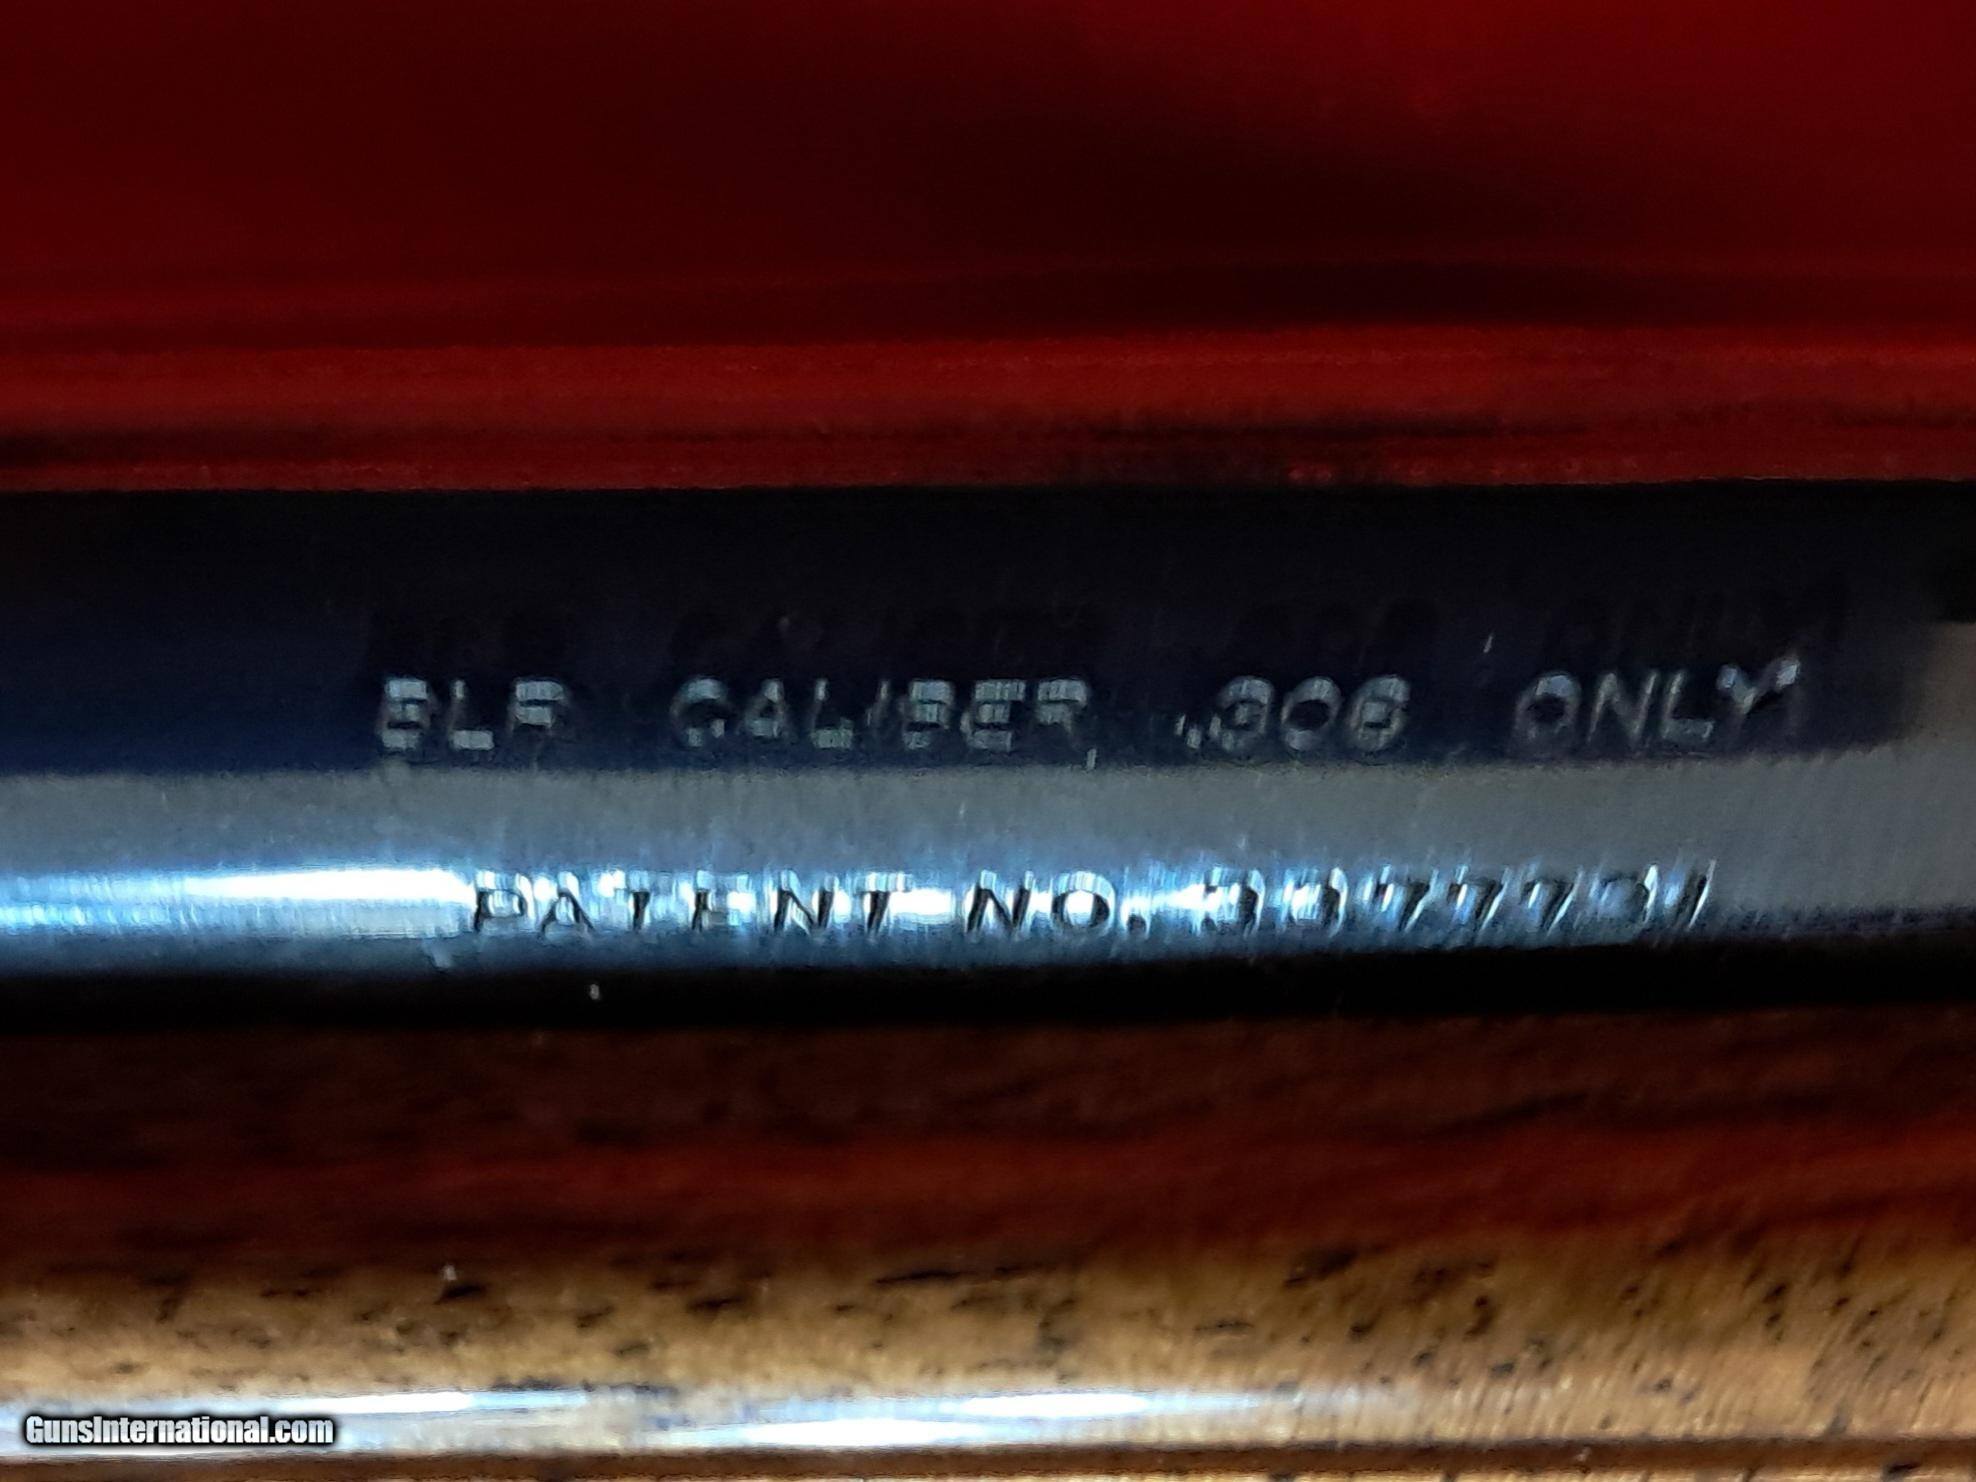 BLR CALIBER .308 ONLY
PATENT NO.
GunsInternational.com